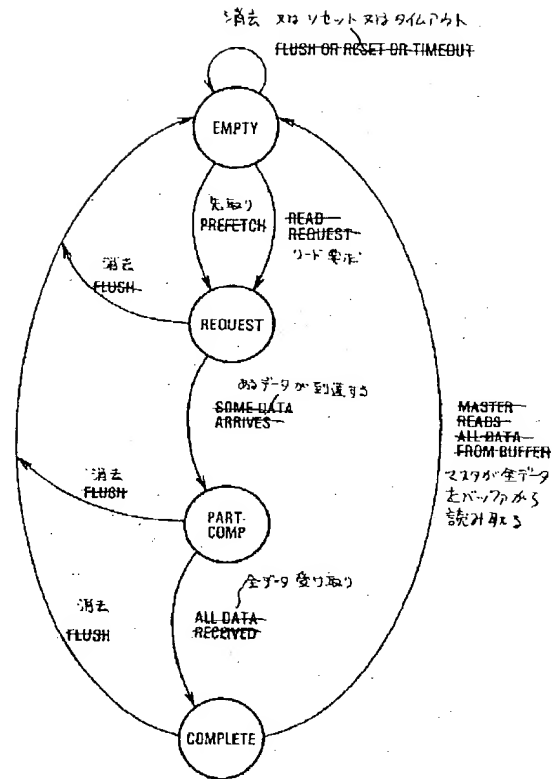 消去 又は リセット 又は タイムアウト
FLUSH OR RESET OR TIMEOUT
EMPTY
先取り
PREFETCH
READ
REQUEST
リード要求
消去
FLUSH
REQUEST
あるデータが到達する
SOME DATA
ARRIVES
MASTER
READS
ALL DATA
FROM BUFFER
マスタが全データ
をバッファから
読み取る
消去
FLUSH
PART-
COMP
全データ受け取り
ALL DATA
RECEIVED
消去
FLUSH
COMPLETE